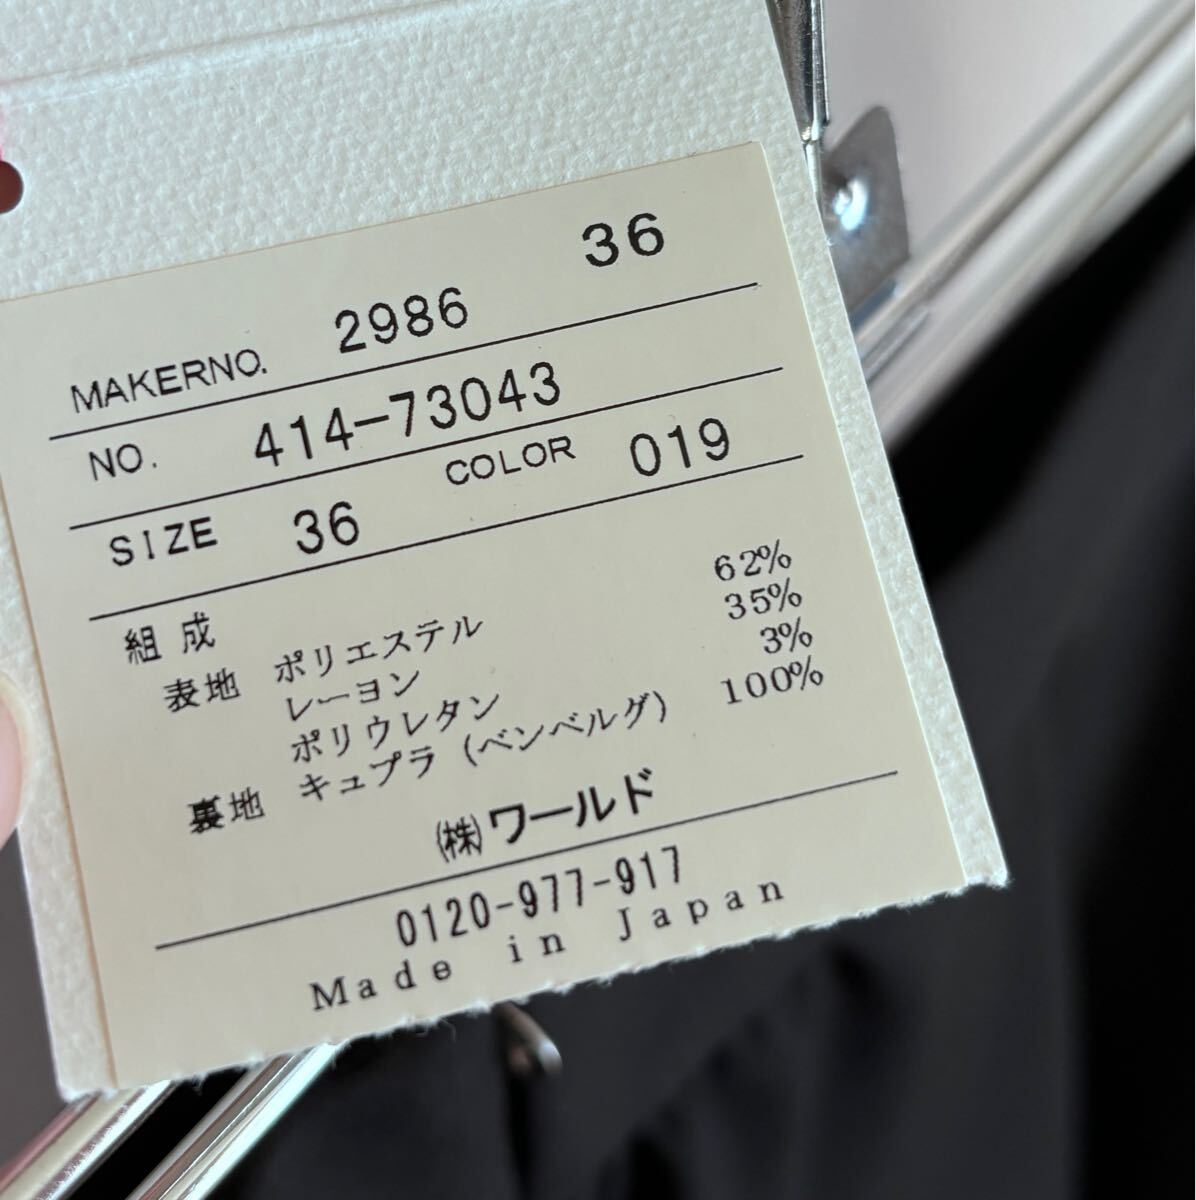 36
MAKERNO. 2986
NO. 414-73043
SIZE 36 COLOR 019
組成
表地 ポリエステル 62%
レーヨン 35%
ポリウレタン 3%
裏地 キュプラ(ベンベルグ) 100%
㈱ワールド
0120-977-917
Made in Japan